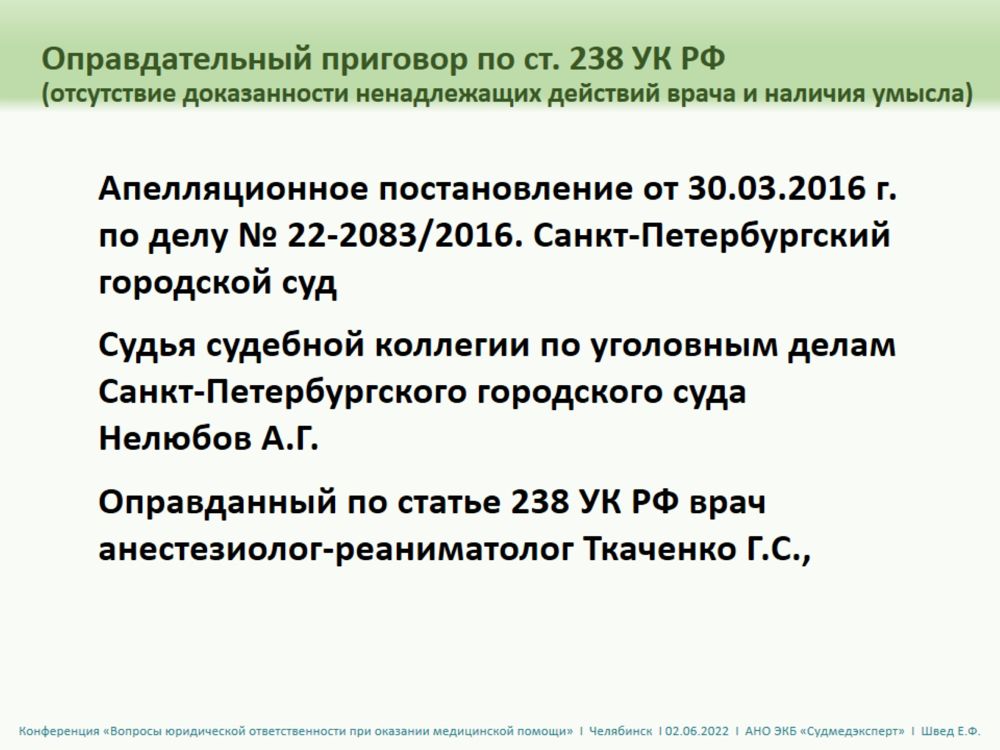 Оправдательный приговор по ст. 238 УК РФ
(отсутствие доказанности ненадлежащих действий врача и наличия умысла)
Апелляционное постановление от 30.03.2016 г.
по делу № 22-2083/2016. Санкт-Петербургский
городской суд
Судья судебной коллегии по уголовным делам
Санкт-Петербургского городского суда
Нелюбов А.Г.
Оправданный по статье 238 УК РФ врач
анестезиолог-реаниматолог Ткаченко Г.С.,
Конференция «Вопросы юридической ответственности при оказании медицинской помощи» I Челябинск I 02.06.2022 I АНО ЭКБ «Судмедэксперт» I Швед Е.Ф.